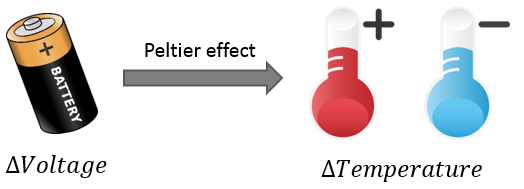 Peltier effect
+
BATTERY
+
−
ΔVoltage
ΔTemperature